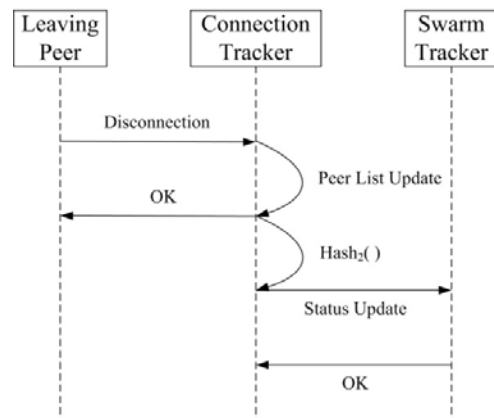 Leaving
Peer
Connection
Tracker
Swarm
Tracker
Disconnection
Peer List Update
OK
Hash₂( )
Status Update
OK